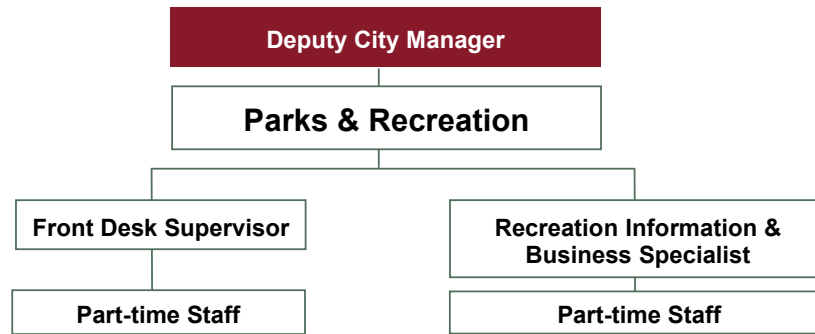 Deputy City Manager
Parks & Recreation
Front Desk Supervisor
Recreation Information &
Business Specialist
Part-time Staff
Part-time Staff